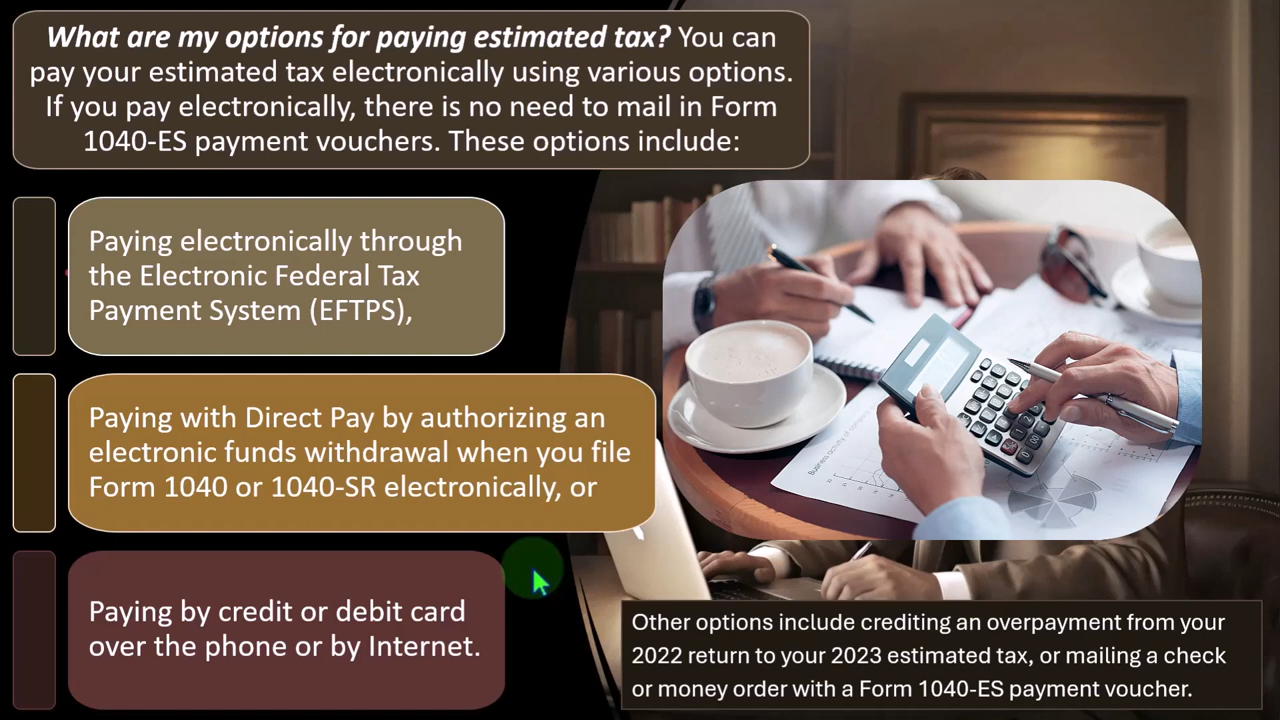 What are my options for paying estimated tax? You can
pay your estimated tax electronically using various options.
If you pay electronically, there is no need to mail in Form
1040-ES payment vouchers. These options include:
Paying electronically through
the Electronic Federal Tax
Payment System (EFTPS),
Paying with Direct Pay by authorizing an
electronic funds withdrawal when you file
Form 1040 or 1040-SR electronically, or
Paying by credit or debit card
over the phone or by Internet.
Business activity of
Other options include crediting an overpayment from your
2022 return to your 2023 estimated tax, or mailing a check
or money order with a Form 1040-ES payment voucher.